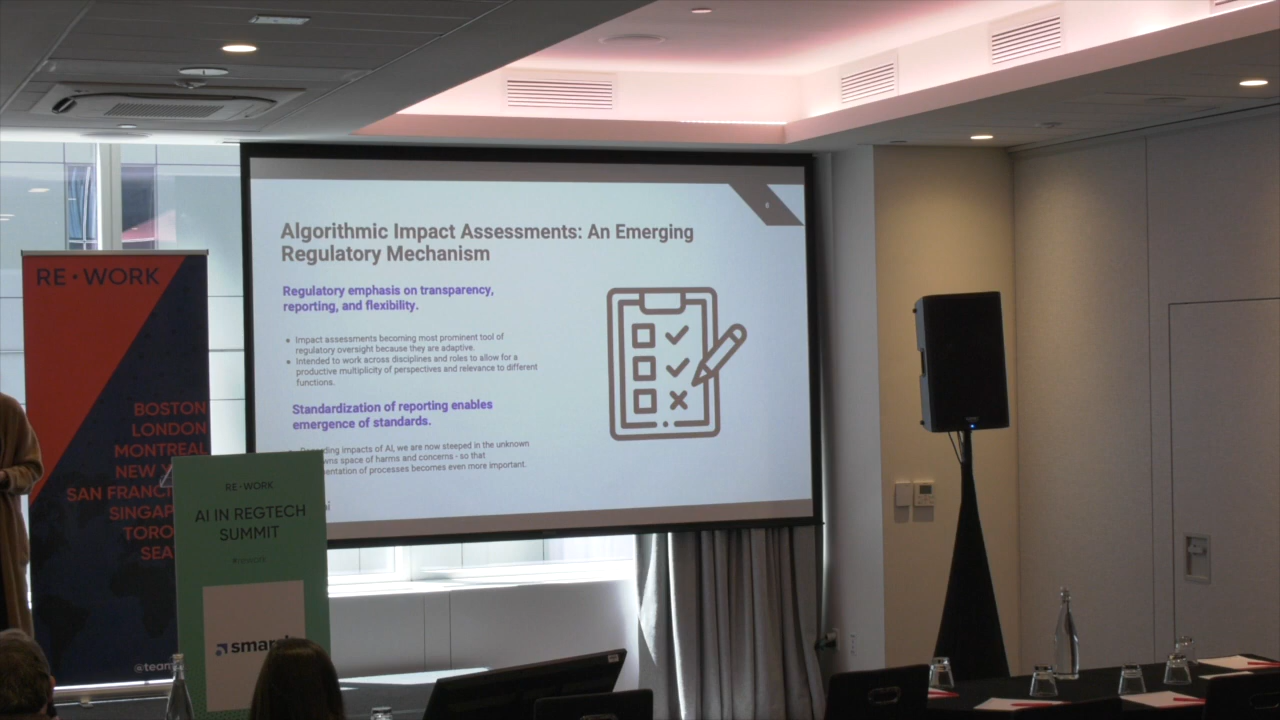 6
Algorithmic Impact Assessments: An Emerging
Regulatory Mechanism
Regulatory emphasis on transparency,
reporting, and flexibility.
Impact assessments becoming most prominent tool of
regulatory oversight because they are adaptive.
Intended to work across disciplines and roles to allow for a
productive multiplicity of perspectives and relevance to different
functions.
Standardization of reporting enables
emergence of standards.
impacts of AI, we are now steeped in the unknown
space of harms and concerns - so that
of processes becomes even more important.
RE•WORK
BOSTON
LONDON
MONTREAL
NEW
SAN
@team
RE•WORK
AI IN REGTECH
SUMMIT